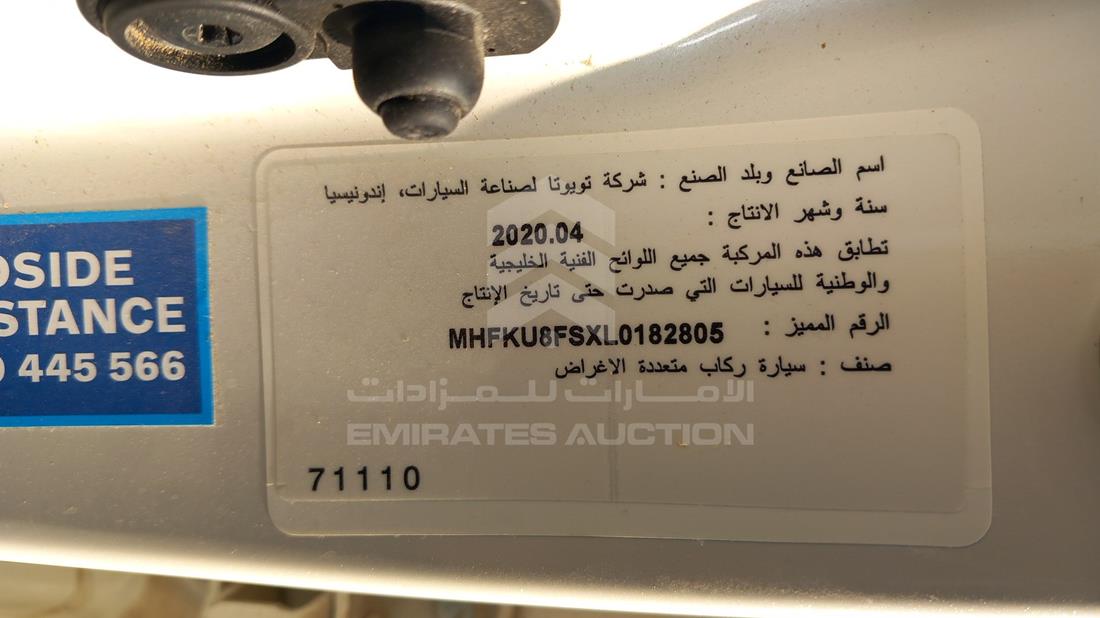 اسم الصانع وبلد الصنع : شركة تويوتا لصناعة السيارات، إندونيسيا
سنة وشهر الانتاج :
2020.04
تطابق هذه المركبة جميع اللوائح الفنية الخليجية
والوطنية للسيارات التي صدرت حتى تاريخ الإنتاج
الرقم المميز : MHFKU8FSXL0182805
صنف : سيارة ركاب متعددة الاغراض
الامارات للمزادات
EMIRATES AUCTION
71110
DSIDE
STANCE
445 566